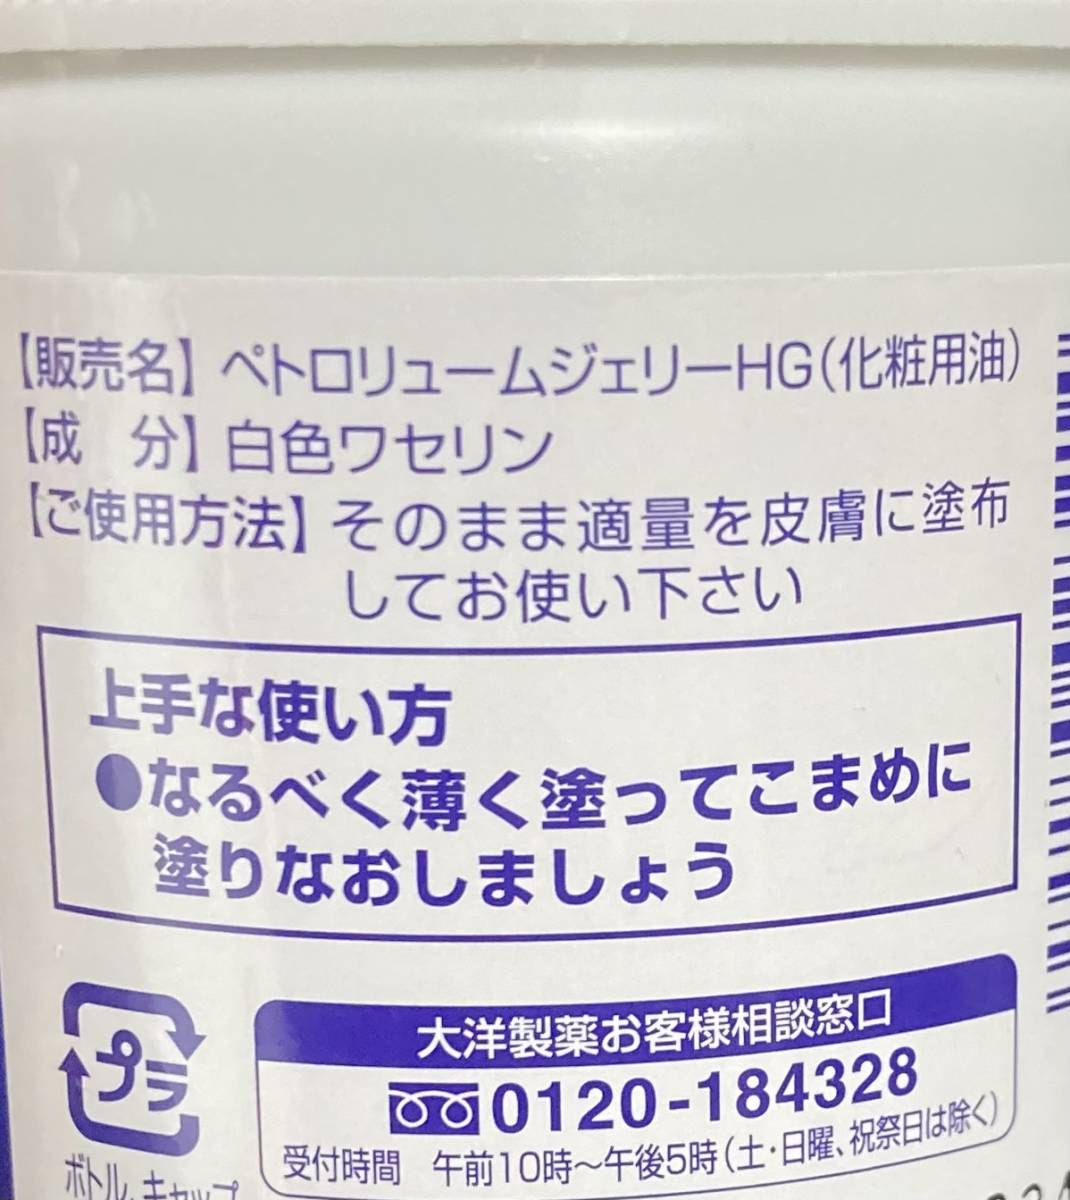 【販売名】ペトロリュームジェリーHG(化粧用油)
【成　分】白色ワセリン
【ご使用方法】そのまま適量を皮膚に塗布
してお使い下さい
上手な使い方
●なるべく薄く塗ってこまめに
塗りなおしましょう
プラ
ボトル、キャップ
大洋製薬お客様相談窓口
0120-184328
受付時間　午前10時〜午後5時(土・日曜、祝祭日は除く)